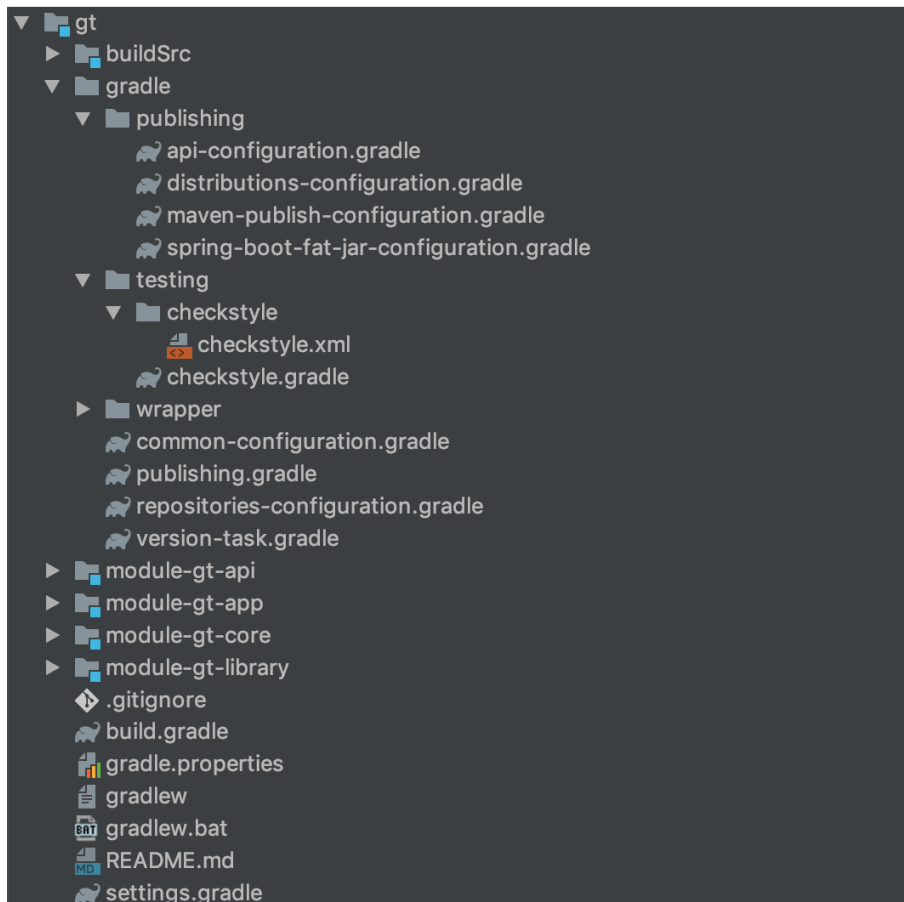 gt
buildSrc
gradle
publishing
api-configuration.gradle
distributions-configuration.gradle
maven-publish-configuration.gradle
spring-boot-fat-jar-configuration.gradle
testing
checkstyle
checkstyle.xml
checkstyle.gradle
wrapper
common-configuration.gradle
publishing.gradle
repositories-configuration.gradle
version-task.gradle
module-gt-api
module-gt-app
module-gt-core
module-gt-library
.gitignore
build.gradle
gradle.properties
gradlew
BAT gradlew.bat
MD README.md
settings.gradle